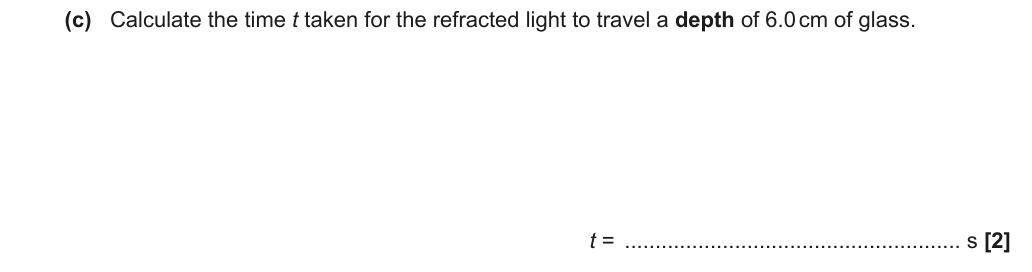 (c) Calculate the time t taken for the refracted light to travel a depth of 6.0 cm of glass.
t = ...................................................... s [2]